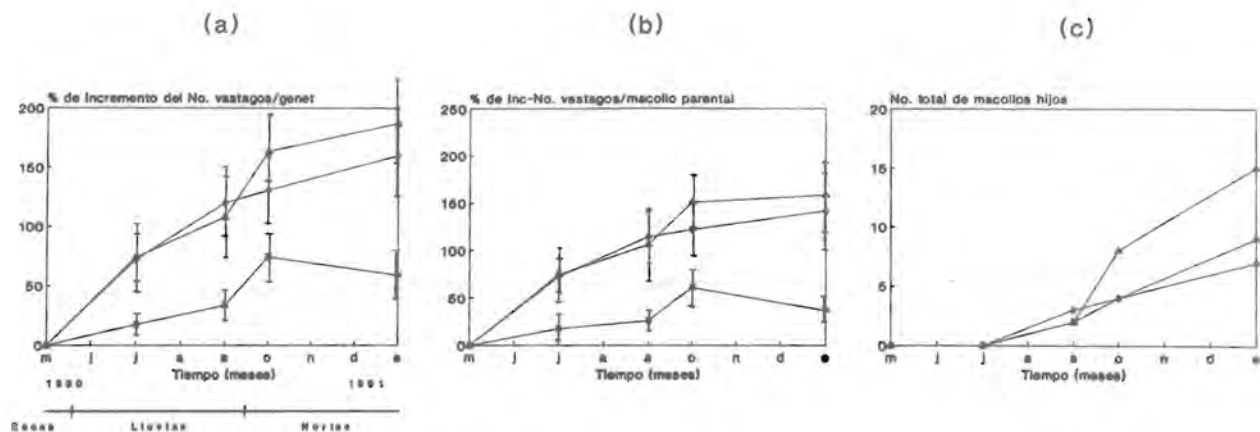 (a)
(b)
(c)
% de Incremento del No. vastagos/genet
% de Inc-No. vastagos/macollo parental
No. total de macollos hijos
200
150
100
50
0
250
200
160
100
50
0
20
15
10
5
0
m j j a s o n d e
m j j a s o n d e
m j j a s o n d e
Tiempo (meses)
Tiempo (meses)
Tiempo (meses)
1990
1991
Secas
Lluvias
Nortes